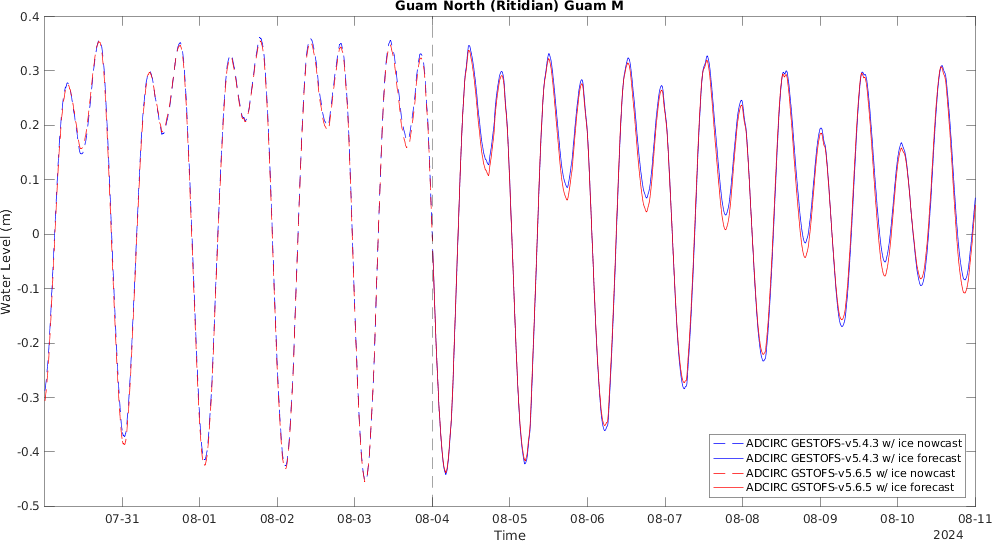 Guam North (Ritidian) Guam M
0.4
0.3
0.2
0.1
0
-0.1
-0.2
-0.3
-0.4
-0.5
Water Level (m)
ADCIRC GESTOFS-v5.4.3 w/ ice nowcast
ADCIRC GESTOFS-v5.4.3 w/ ice forecast
ADCIRC GSTOFS-v5.6.5 w/ ice nowcast
ADCIRC GSTOFS-v5.6.5 w/ ice forecast
07-31 08-01 08-02 08-03 08-04 08-05 08-06 08-07 08-08 08-09 08-10 08-11
Time
2024